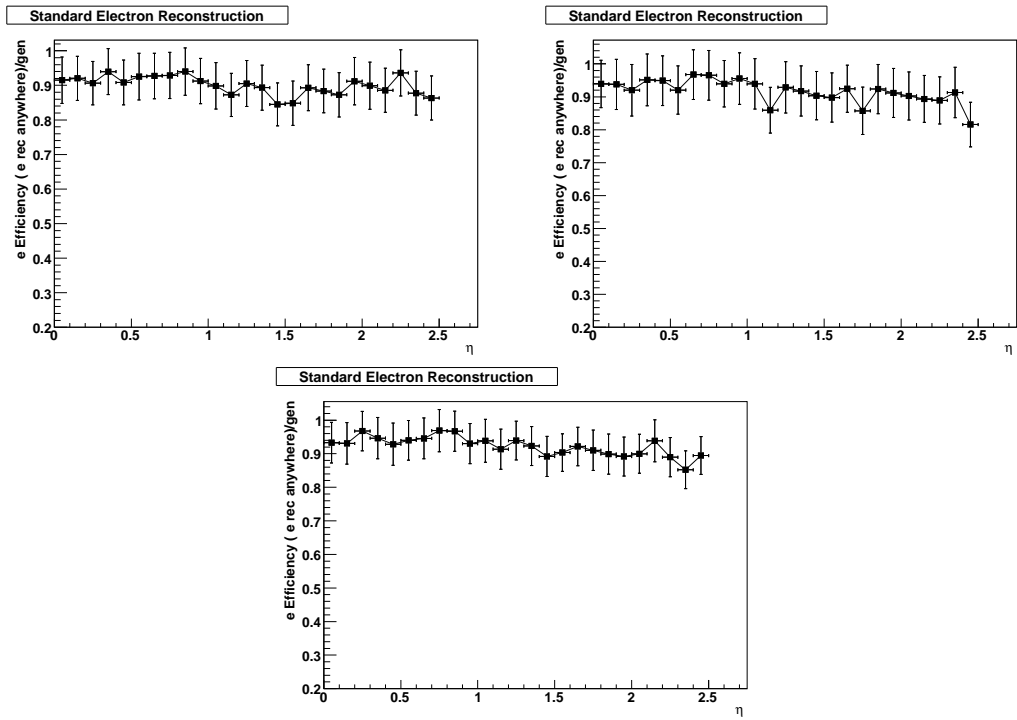 Standard Electron Reconstruction
e Efficiency ( e rec anywhere)/gen
1
0.9
0.8
0.7
0.6
0.5
0.4
0.3
0.2
0 0.5 1 1.5 2 2.5
η
Standard Electron Reconstruction
e Efficiency ( e rec anywhere)/gen
1
0.9
0.8
0.7
0.6
0.5
0.4
0.3
0.2
0 0.5 1 1.5 2 2.5
η
Standard Electron Reconstruction
e Efficiency ( e rec anywhere)/gen
1
0.9
0.8
0.7
0.6
0.5
0.4
0.3
0.2
0 0.5 1 1.5 2 2.5
η